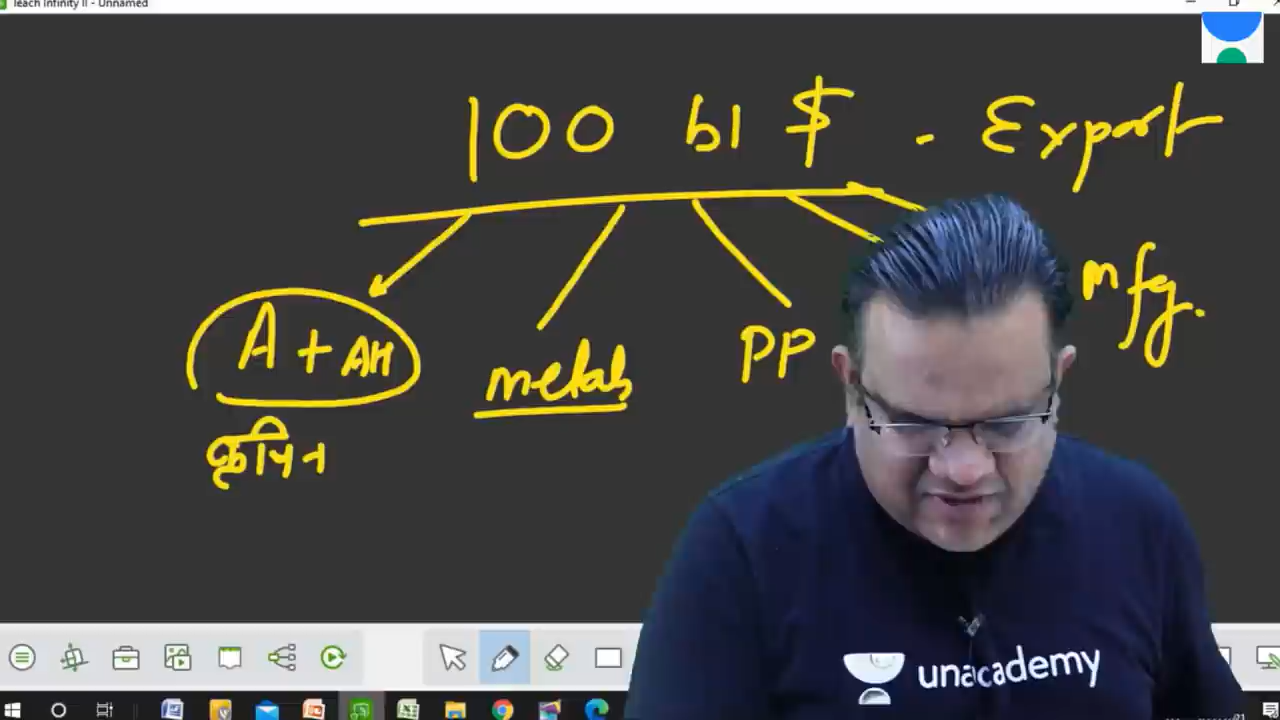 Teach Infinity II - Unnamed
100 bl $ - Export
A + AH
metals
PP
mfg.
unacademy